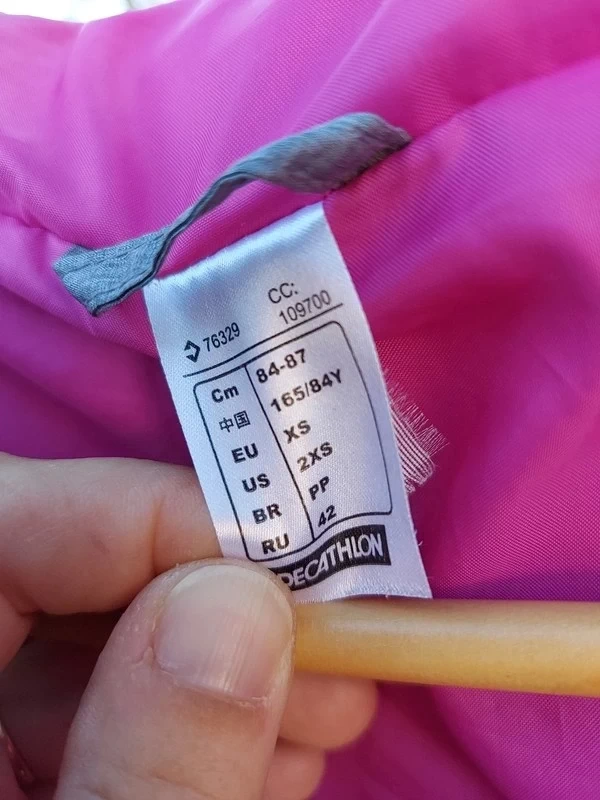 CC:
76329 109700
Cm 84-87
中国 165/84Y
EU XS
US 2XS
BR PP
RU 42
DECATHLON